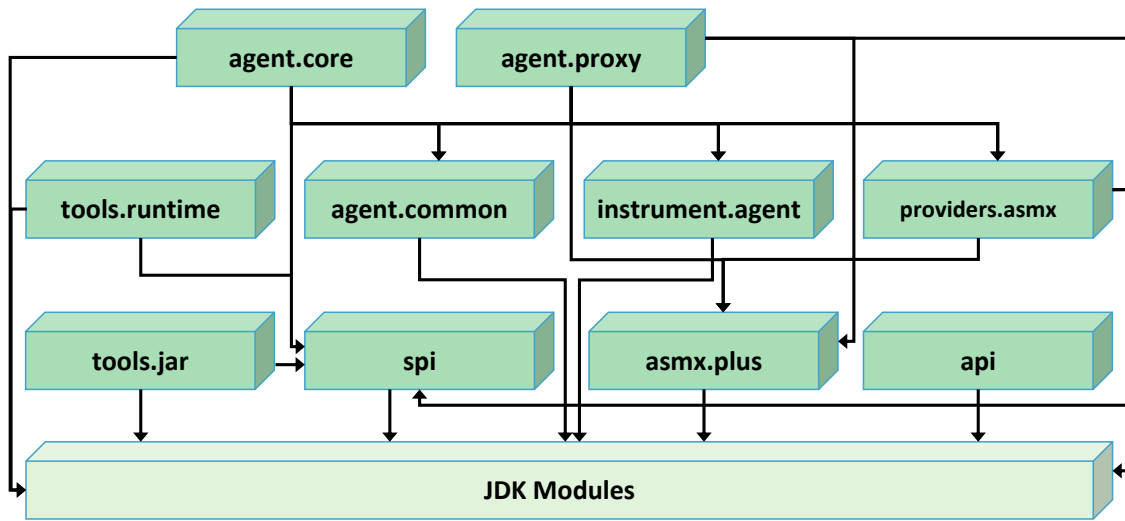 agent.core
agent.proxy
tools.runtime
agent.common
instrument.agent
providers.asmx
tools.jar
spi
asmx.plus
api
JDK Modules